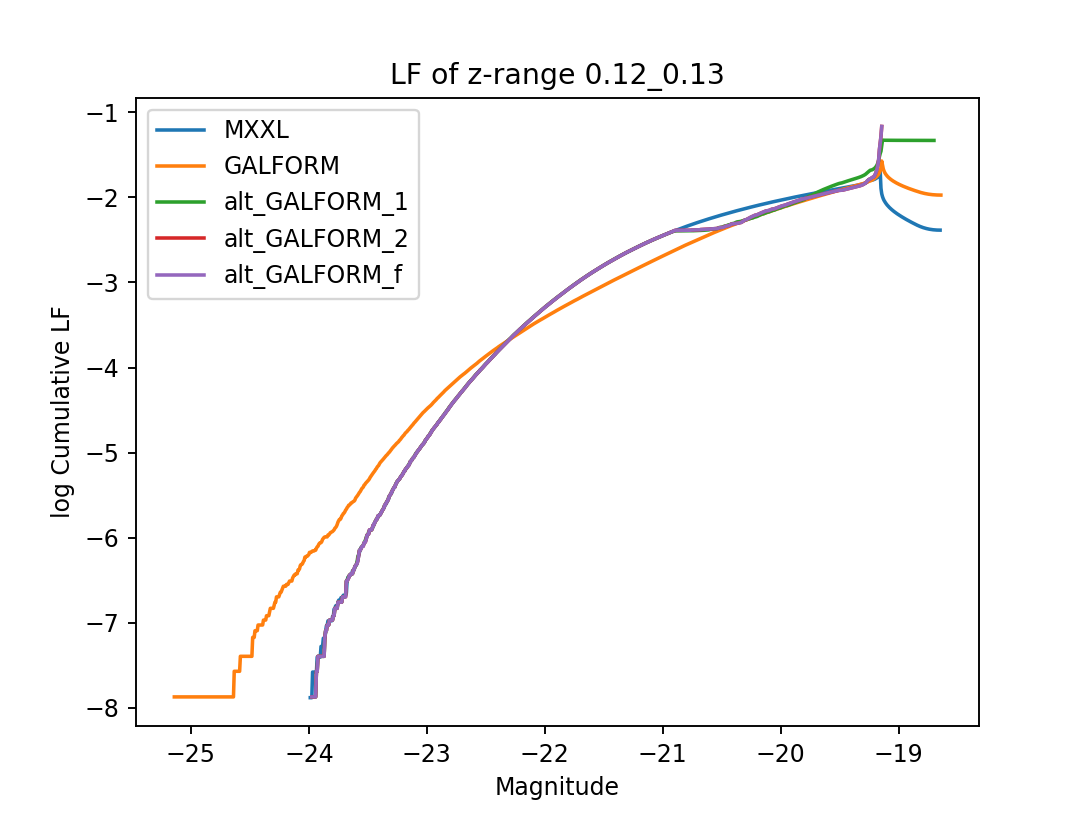 LF of z-range 0.12_0.13
MXXL
GALFORM
alt_GALFORM_1
alt_GALFORM_2
alt_GALFORM_f
log Cumulative LF
−1
−2
−3
−4
−5
−6
−7
−8
−25 −24 −23 −22 −21 −20 −19
Magnitude